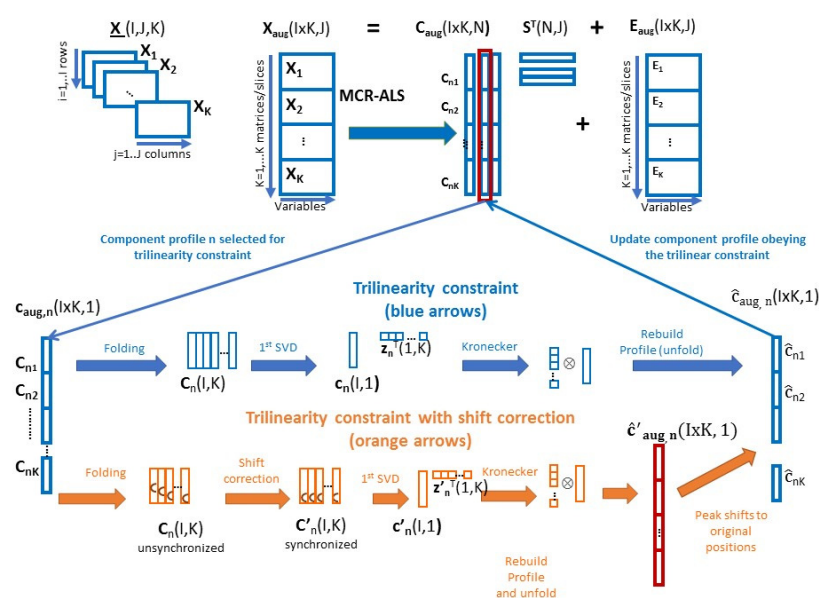 X (I,J,K)
X1
X2
...
XK
i=1,..I rows
j=1..J columns
Xaug(IxK,J) = Caug(IxK,N) Sᵀ(N,J) + Eaug(IxK,J)
K=1,...K matrices/slices
X1
X2
⋮
XK
Variables
MCR-ALS
Cn1
Cn2
⋮ ⋮
CnK
+
K=1,...K matrices/slices
E1
E2
⋮
EK
Variables
Component profile n selected for
trilinearity constraint
Update component profile obeying
the trilinear constraint
Trilinearity constraint
(blue arrows)
caug,n(IxK,1)
ĉaug, n(IxK,1)
Cn1
Cn2
CnK
Folding
...
Cn(I,K)
1st SVD
cn(I,1)
...
znᵀ(1,K)
Kronecker
⊗
Rebuild
Profile (unfold)
ĉn1
ĉn2
ĉnK
Trilinearity constraint with shift correction
(orange arrows)
ĉ'aug,n(IxK, 1)
Folding
...
Cn(I,K)
unsynchronized
Shift
correction
...
C'n(I,K)
synchronized
1st SVD
c'n(I,1)
...
z'nᵀ(1,K)
Kronecker
⊗
Rebuild
Profile
and unfold
Peak shifts to
original
positions